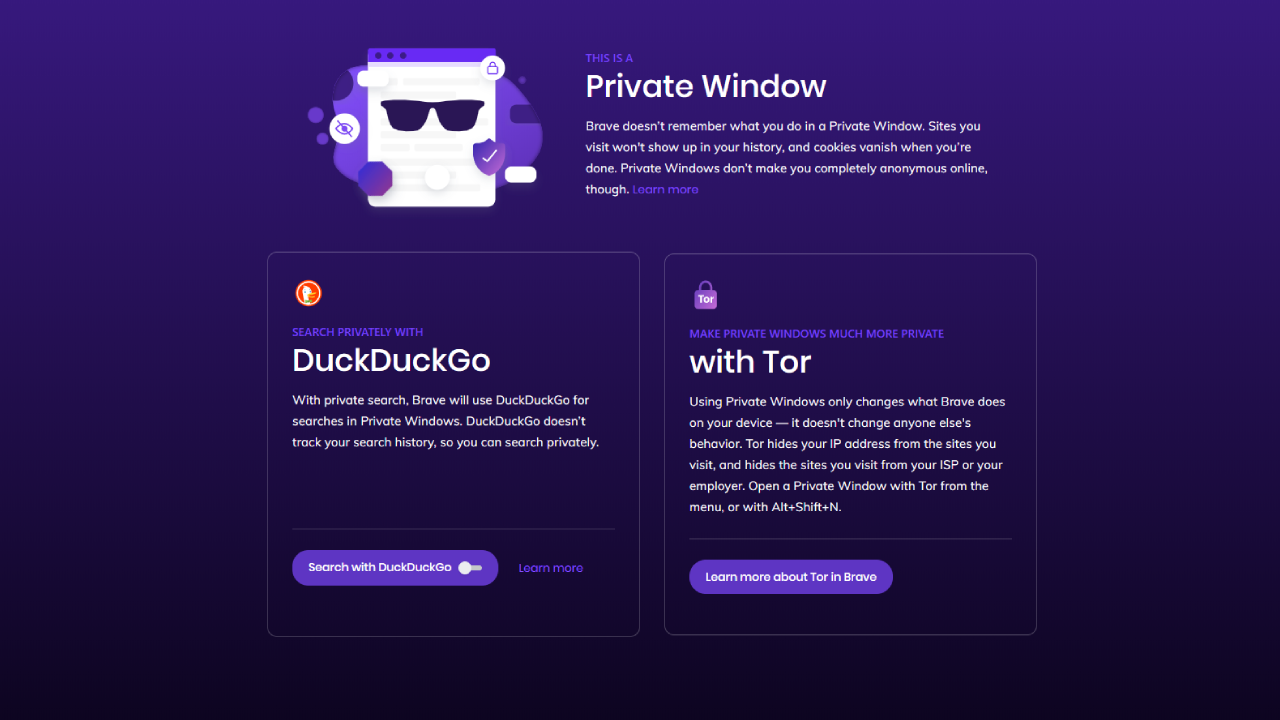 THIS IS A
Private Window
Brave doesn't remember what you do in a Private Window. Sites you
visit won't show up in your history, and cookies vanish when you're
done. Private Windows don't make you completely anonymous online,
though. Learn more
SEARCH PRIVATELY WITH
DuckDuckGo
With private search, Brave will use DuckDuckGo for
searches in Private Windows. DuckDuckGo doesn't
track your search history, so you can search privately.
Search with DuckDuckGo
Learn more
Tor
MAKE PRIVATE WINDOWS MUCH MORE PRIVATE
with Tor
Using Private Windows only changes what Brave does
on your device — it doesn't change anyone else's
behavior. Tor hides your IP address from the sites you
visit, and hides the sites you visit from your ISP or your
employer. Open a Private Window with Tor from the
menu, or with Alt+Shift+N.
Learn more about Tor in Brave